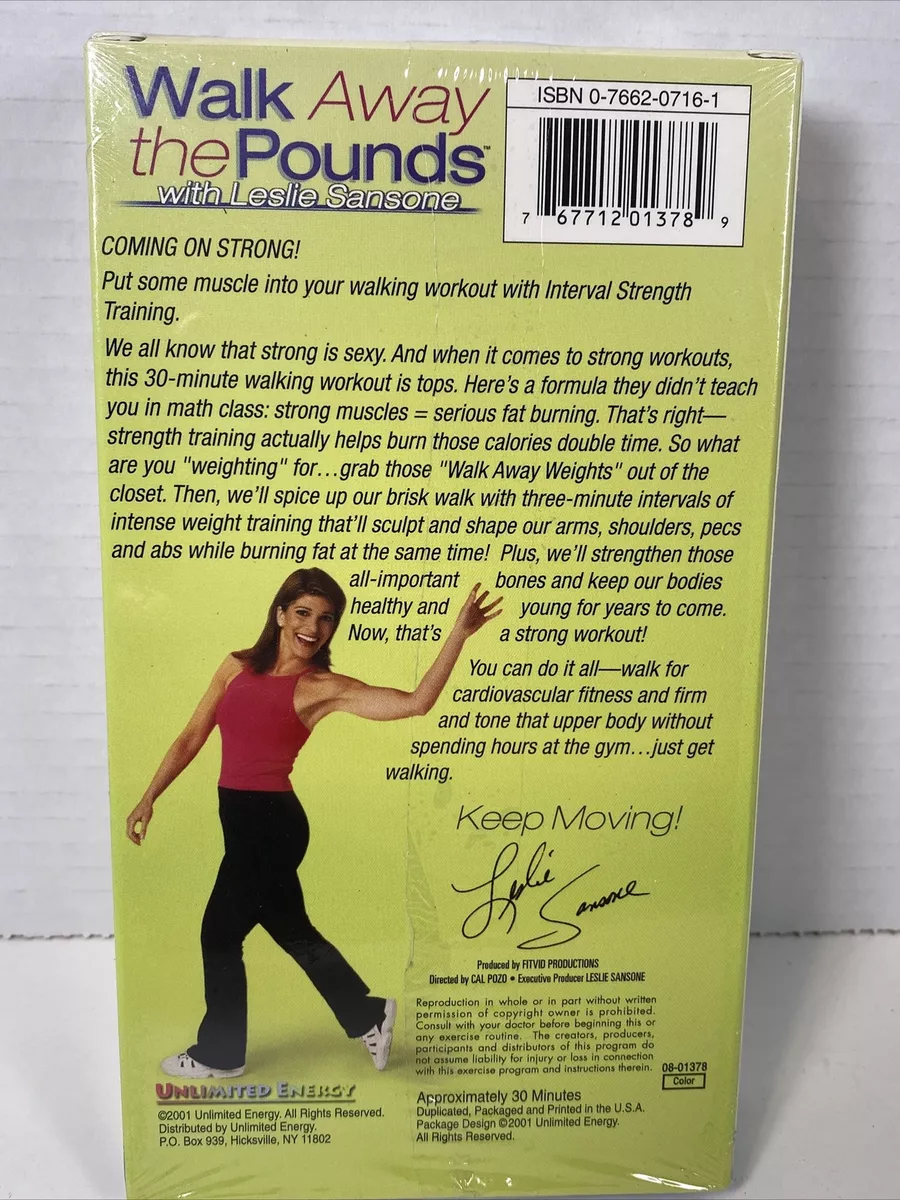 Walk Away
the Pounds™
with Leslie Sansone
ISBN 0-7662-0716-1
7 67712 01378 9
COMING ON STRONG!
Put some muscle into your walking workout with Interval Strength
Training.
We all know that strong is sexy. And when it comes to strong workouts,
this 30-minute walking workout is tops. Here's a formula they didn't teach
you in math class: strong muscles = serious fat burning. That's right—
strength training actually helps burn those calories double time. So what
are you "weighting" for...grab those "Walk Away Weights" out of the
closet. Then, we'll spice up our brisk walk with three-minute intervals of
intense weight training that'll sculpt and shape our arms, shoulders, pecs
and abs while burning fat at the same time! Plus, we'll strengthen those
all-important bones and keep our bodies
healthy and young for years to come.
Now, that's a strong workout!
You can do it all—walk for
cardiovascular fitness and firm
and tone that upper body without
spending hours at the gym...just get
walking.
Keep Moving!
Leslie Sansone
Produced by FITVID PRODUCTIONS
Directed by CAL POZO • Executive Producer LESLIE SANSONE
Reproduction in whole or in part without written
permission of copyright owner is prohibited.
Consult with your doctor before beginning this or
any exercise routine. The creators, producers,
participants and distributors of this program do
not assume liability for injury or loss in connection
with this exercise program and instructions therein.
08-01378
Color
UNLIMITED ENERGY
©2001 Unlimited Energy. All Rights Reserved.
Distributed by Unlimited Energy.
P.O. Box 939, Hicksville, NY 11802
Approximately 30 Minutes
Duplicated, Packaged and Printed in the U.S.A.
Package Design ©2001 Unlimited Energy.
All Rights Reserved.